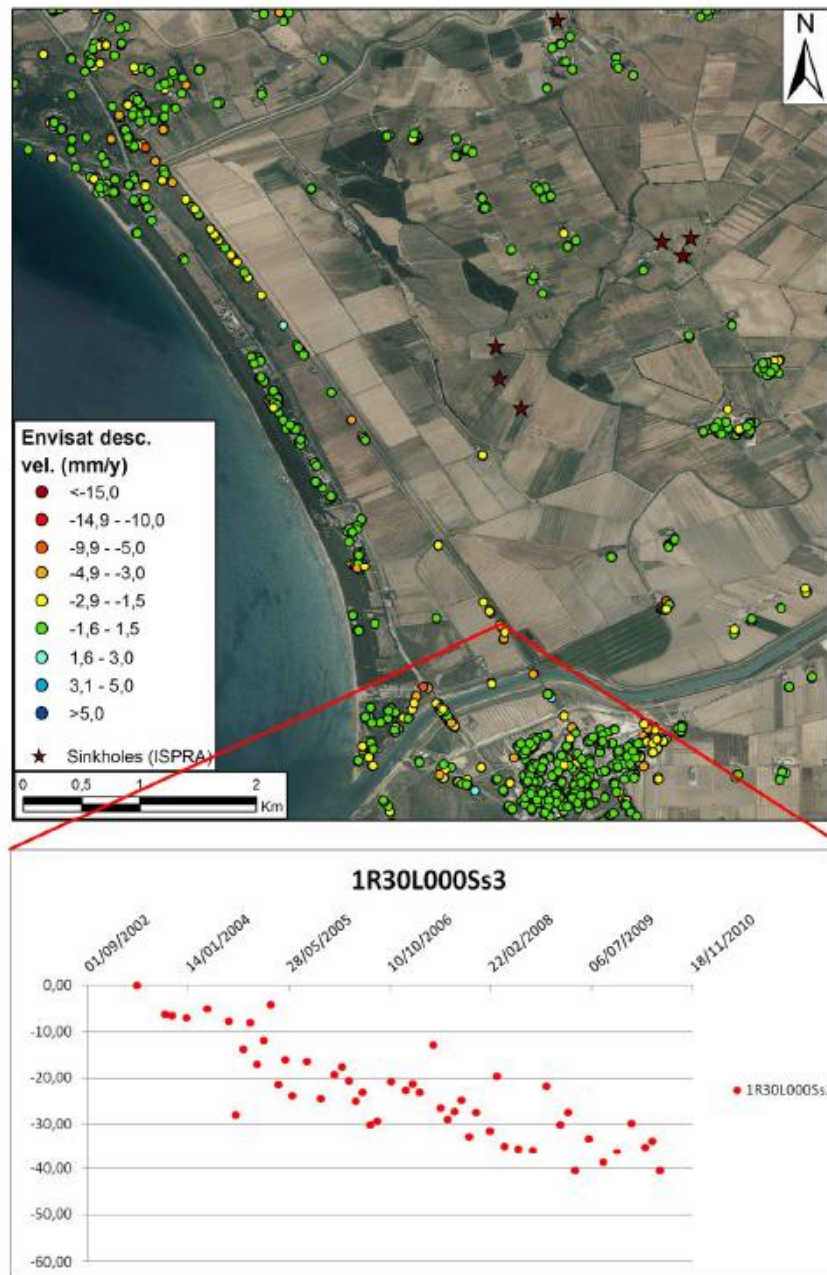 N
Envisat desc.
vel. (mm/y)
<-15,0
-14,9 - -10,0
-9,9 - -5,0
-4,9 - -3,0
-2,9 - -1,5
-1,6 - 1,5
1,6 - 3,0
3,1 - 5,0
>5,0
Sinkholes (ISPRA)
0 0,5 1 2
Km
1R30L000Ss3
01/09/2002 14/01/2004 28/05/2005 10/10/2006 22/02/2008 06/07/2009 18/11/2010
0,00
-10,00
-20,00
-30,00
-40,00
-50,00
-60,00